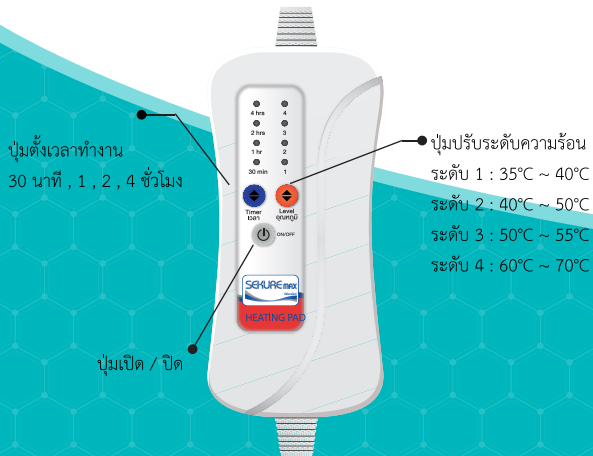 4 hrs 4
2 hrs 3
1 hr 2
30 min 1
Timer Level
เวลา อุณหภูมิ
ON/OFF
SEKURE max
HEATING PAD
ปุ่มตั้งเวลาทำงาน
30 นาที , 1 , 2 , 4 ชั่วโมง
ปุ่มปรับระดับความร้อน
ระดับ 1 : 35°C ~ 40°C
ระดับ 2 : 40°C ~ 50°C
ระดับ 3 : 50°C ~ 55°C
ระดับ 4 : 60°C ~ 70°C
ปุ่มเปิด / ปิด